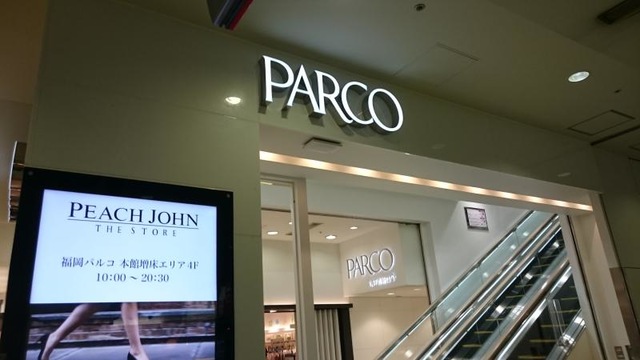 PARCO
PEACH JOHN
THE STORE
福岡パルコ 本館増床エリア4F
10:00～20:30
PARCO